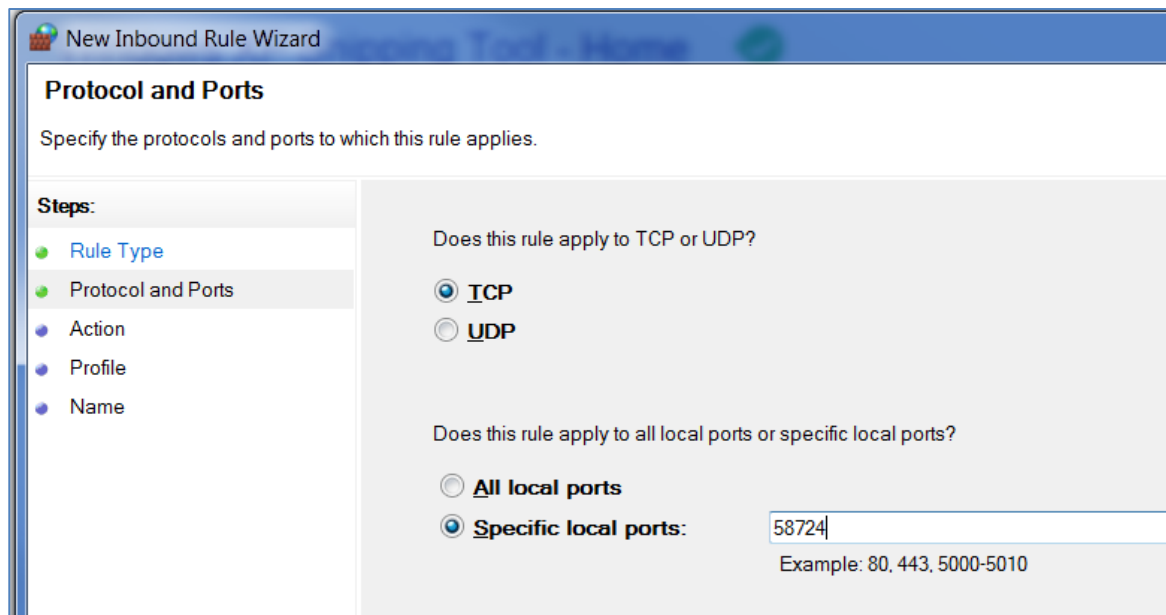 New Inbound Rule Wizard
Snipping Tool - Home
Protocol and Ports
Specify the protocols and ports to which this rule applies.
Steps:
Rule Type
Protocol and Ports
Action
Profile
Name
Does this rule apply to TCP or UDP?
TCP
UDP
Does this rule apply to all local ports or specific local ports?
All local ports
Specific local ports:
58724
Example: 80, 443, 5000-5010